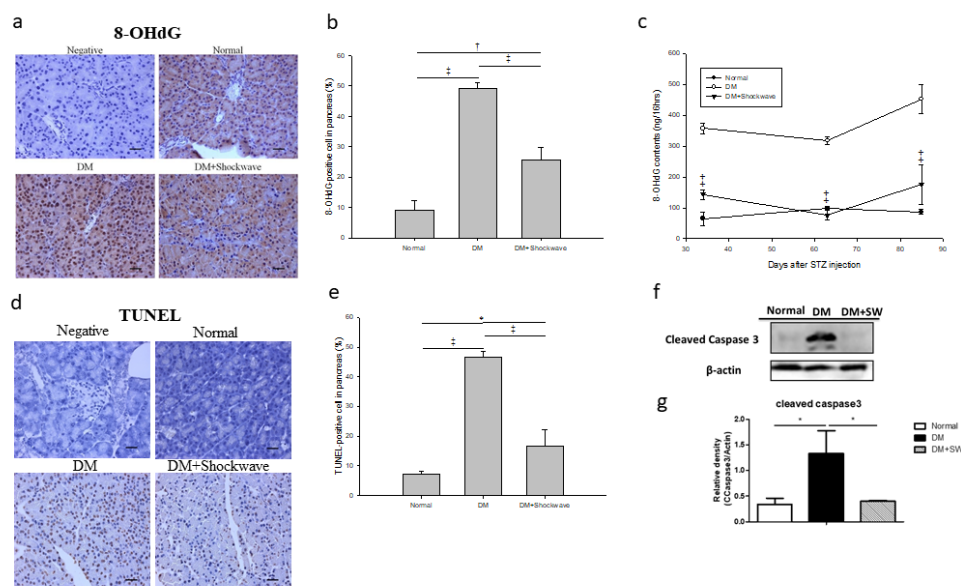 a
8-OHdG
Negative
Normal
DM
DM+Shockwave
b
8-OHdG-positive cell in pancreas (%)
60
50
40
30
20
10
0
†
‡
‡
Normal
DM
DM+Shockwave
c
8-OHdG contents (ng/16hrs)
600
500
400
300
200
100
0
Normal
DM
DM+Shockwave
‡
‡
‡
30
40
50
60
70
80
90
Days after STZ injection
d
TUNEL
Negative
Normal
DM
DM+Shockwave
e
TUNEL-positive cell in pancreas (%)
60
50
40
30
20
10
0
*
‡
‡
Normal
DM
DM+Shockwave
f
Normal DM DM+SW
Cleaved Caspase 3
β-actin
g
cleaved caspase3
Relative density
(CCaspase3/Actin)
2.0
1.5
1.0
0.5
0.0
*
*
Normal
DM
DM+SW